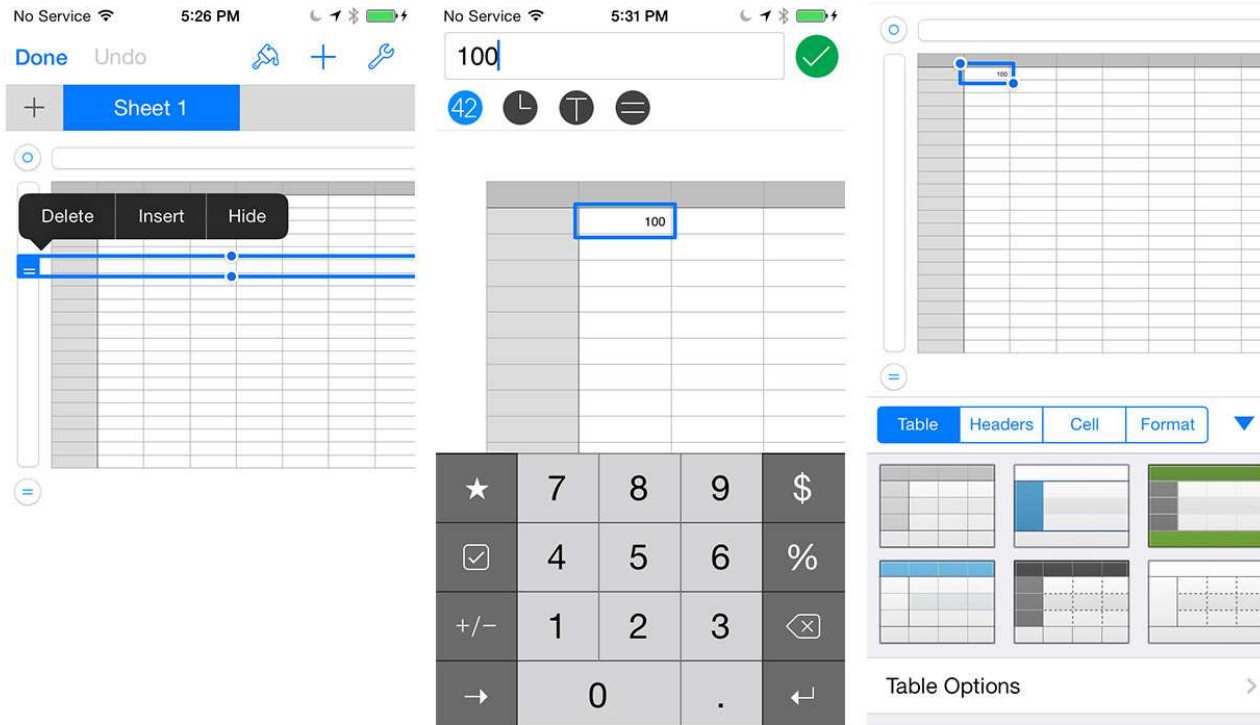 No Service 5:26 PM
Done Undo
+ Sheet 1
Delete Insert Hide
=
=
No Service 5:31 PM
100
42 T =
100
7 8 9 $
4 5 6 %
+/− 1 2 3
0 .
100
=
Table Headers Cell Format
Table Options